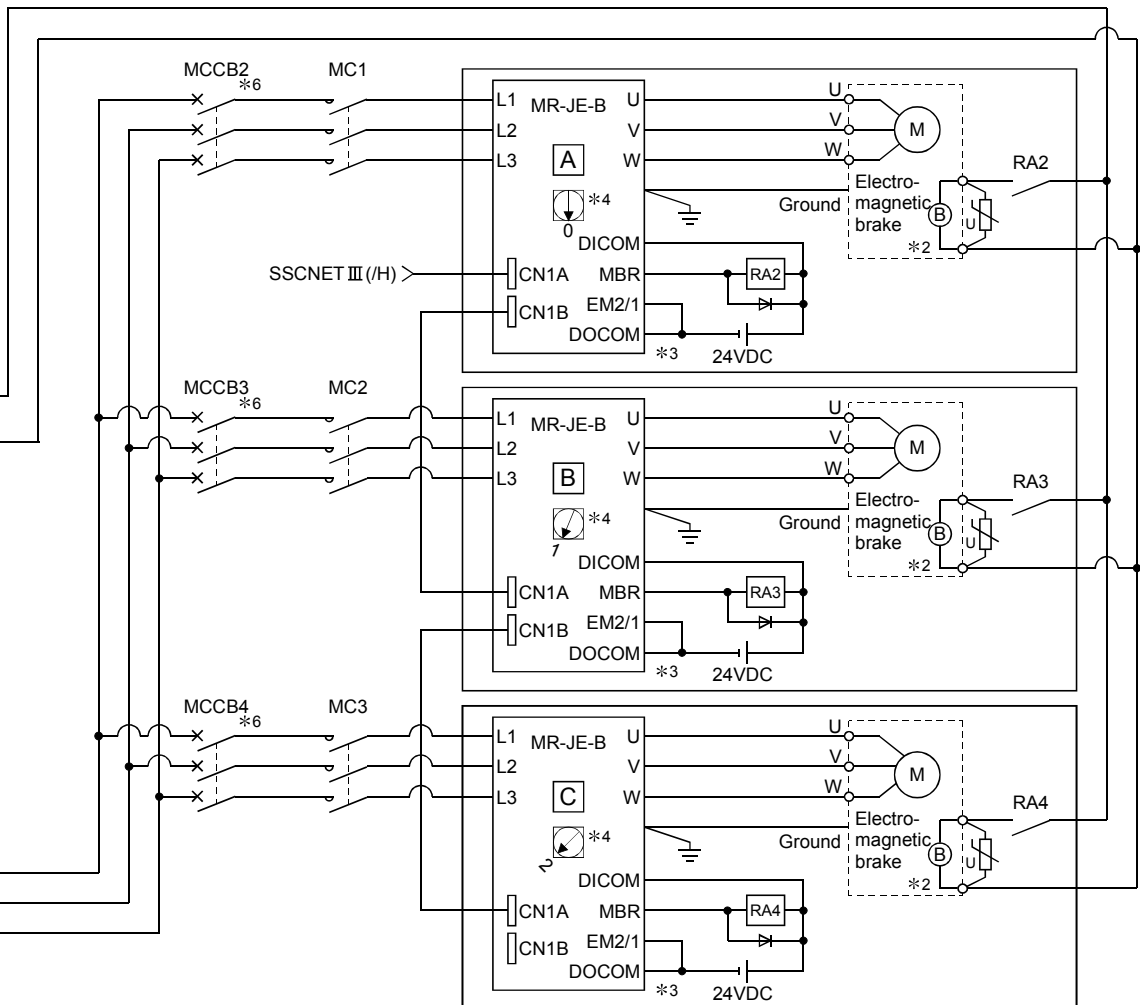 MCCB2
∗6
MC1
L1
L2
L3
MR-JE-B
A
∗4
0
U
V
W
U
V
W
M
Ground
Electro-
magnetic
brake
∗2
B
U
RA2
SSCNETⅢ(/H)
CN1A
CN1B
DICOM
MBR
EM2/1
DOCOM
RA2
∗3
24VDC
MCCB3
∗6
MC2
L1
L2
L3
MR-JE-B
B
∗4
1
U
V
W
U
V
W
M
Ground
Electro-
magnetic
brake
∗2
B
U
RA3
CN1A
CN1B
DICOM
MBR
EM2/1
DOCOM
RA3
∗3
24VDC
MCCB4
∗6
MC3
L1
L2
L3
MR-JE-B
C
∗4
2
U
V
W
U
V
W
M
Ground
Electro-
magnetic
brake
∗2
B
U
RA4
CN1A
CN1B
DICOM
MBR
EM2/1
DOCOM
RA4
∗3
24VDC